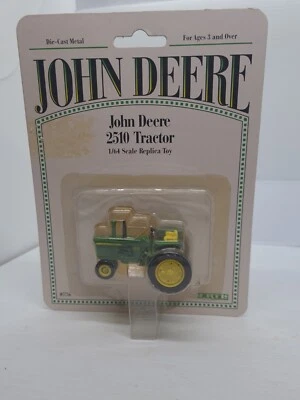 Die-Cast Metal
For Ages 3 and Over
JOHN DEERE
John Deere
2510 Tractor
1/64 Scale Replica Toy
ERTL